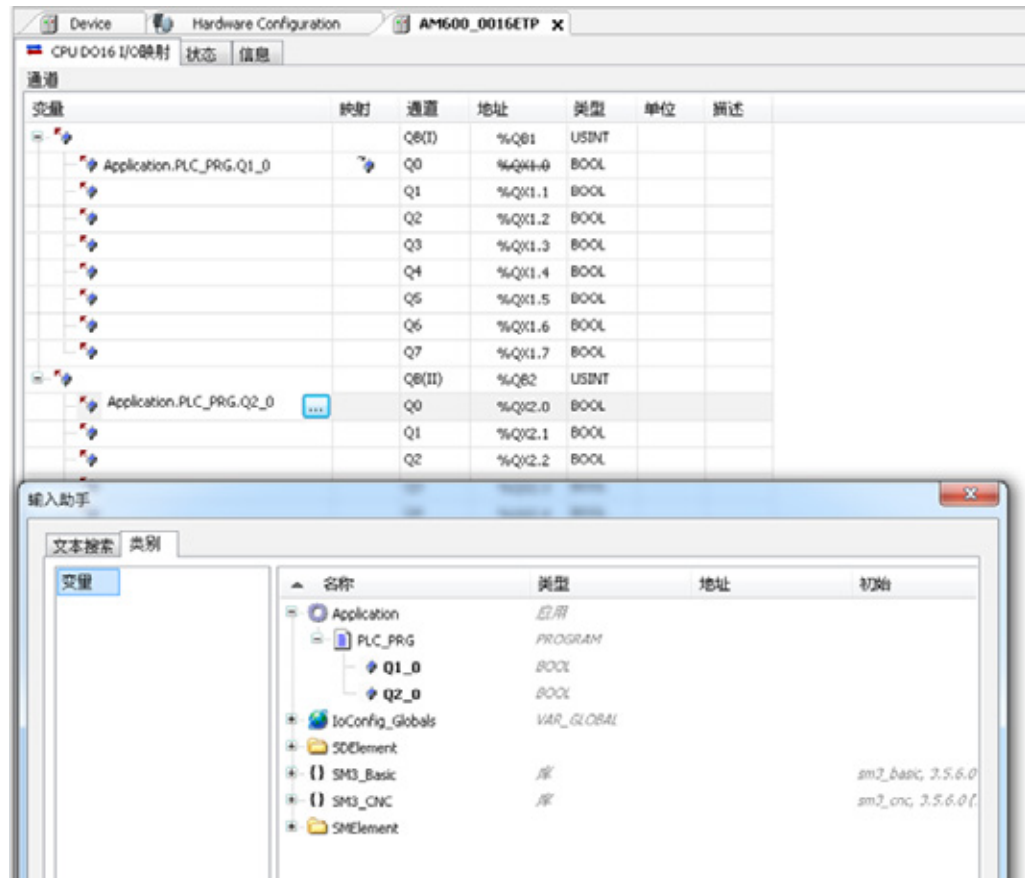 Device Hardware Configuration AM600_0016ETP
CPU DO16 I/O映射 状态 信息
通道
变量 映射 通道 地址 类型 单位 描述
QB(I) %QB1 USINT
Application.PLC_PRG.Q1_0 Q0 %QX1.0 BOOL
Q1 %QX1.1 BOOL
Q2 %QX1.2 BOOL
Q3 %QX1.3 BOOL
Q4 %QX1.4 BOOL
Q5 %QX1.5 BOOL
Q6 %QX1.6 BOOL
Q7 %QX1.7 BOOL
QB(II) %QB2 USINT
Application.PLC_PRG.Q2_0 ... Q0 %QX2.0 BOOL
Q1 %QX2.1 BOOL
Q2 %QX2.2 BOOL
输入助手
文本搜索 类别
变量 名称 类型 地址 初始
Application 应用
PLC_PRG PROGRAM
Q1_0 BOOL
Q2_0 BOOL
IoConfig_Globals VAR_GLOBAL
SDElement
SM3_Basic 库 sm3_basic, 3.5.6.0
SM3_CNC 库 sm3_cnc, 3.5.6.0 (.
SMElement